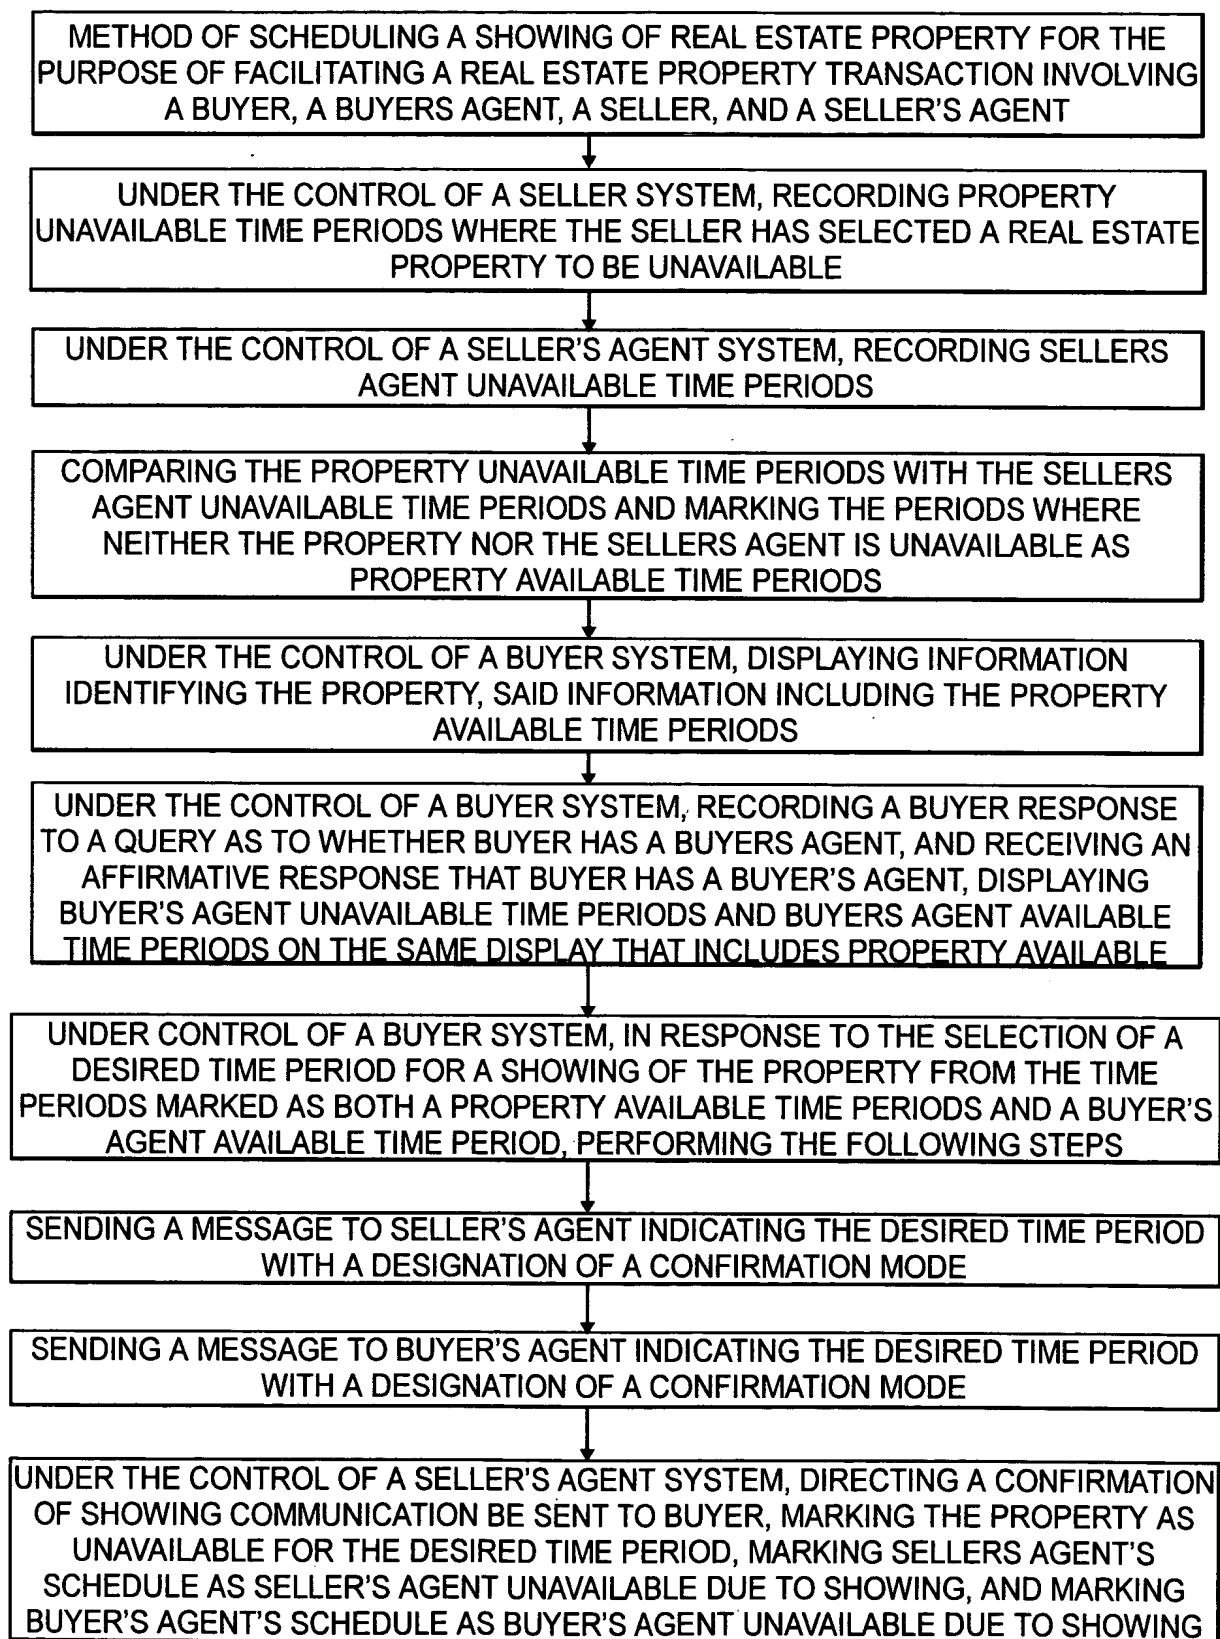 METHOD OF SCHEDULING A SHOWING OF REAL ESTATE PROPERTY FOR THE
PURPOSE OF FACILITATING A REAL ESTATE PROPERTY TRANSACTION INVOLVING
A BUYER, A BUYERS AGENT, A SELLER, AND A SELLER'S AGENT
UNDER THE CONTROL OF A SELLER SYSTEM, RECORDING PROPERTY
UNAVAILABLE TIME PERIODS WHERE THE SELLER HAS SELECTED A REAL ESTATE
PROPERTY TO BE UNAVAILABLE
UNDER THE CONTROL OF A SELLER'S AGENT SYSTEM, RECORDING SELLERS
AGENT UNAVAILABLE TIME PERIODS
COMPARING THE PROPERTY UNAVAILABLE TIME PERIODS WITH THE SELLERS
AGENT UNAVAILABLE TIME PERIODS AND MARKING THE PERIODS WHERE
NEITHER THE PROPERTY NOR THE SELLERS AGENT IS UNAVAILABLE AS
PROPERTY AVAILABLE TIME PERIODS
UNDER THE CONTROL OF A BUYER SYSTEM, DISPLAYING INFORMATION
IDENTIFYING THE PROPERTY, SAID INFORMATION INCLUDING THE PROPERTY
AVAILABLE TIME PERIODS
UNDER THE CONTROL OF A BUYER SYSTEM, RECORDING A BUYER RESPONSE
TO A QUERY AS TO WHETHER BUYER HAS A BUYERS AGENT, AND RECEIVING AN
AFFIRMATIVE RESPONSE THAT BUYER HAS A BUYER'S AGENT, DISPLAYING
BUYER'S AGENT UNAVAILABLE TIME PERIODS AND BUYERS AGENT AVAILABLE
TIME PERIODS ON THE SAME DISPLAY THAT INCLUDES PROPERTY AVAILABLE
UNDER CONTROL OF A BUYER SYSTEM, IN RESPONSE TO THE SELECTION OF A
DESIRED TIME PERIOD FOR A SHOWING OF THE PROPERTY FROM THE TIME
PERIODS MARKED AS BOTH A PROPERTY AVAILABLE TIME PERIODS AND A BUYER'S
AGENT AVAILABLE TIME PERIOD, PERFORMING THE FOLLOWING STEPS
SENDING A MESSAGE TO SELLER'S AGENT INDICATING THE DESIRED TIME PERIOD
WITH A DESIGNATION OF A CONFIRMATION MODE
SENDING A MESSAGE TO BUYER'S AGENT INDICATING THE DESIRED TIME PERIOD
WITH A DESIGNATION OF A CONFIRMATION MODE
UNDER THE CONTROL OF A SELLER'S AGENT SYSTEM, DIRECTING A CONFIRMATION
OF SHOWING COMMUNICATION BE SENT TO BUYER, MARKING THE PROPERTY AS
UNAVAILABLE FOR THE DESIRED TIME PERIOD, MARKING SELLERS AGENT'S
SCHEDULE AS SELLER'S AGENT UNAVAILABLE DUE TO SHOWING, AND MARKING
BUYER'S AGENT'S SCHEDULE AS BUYER'S AGENT UNAVAILABLE DUE TO SHOWING